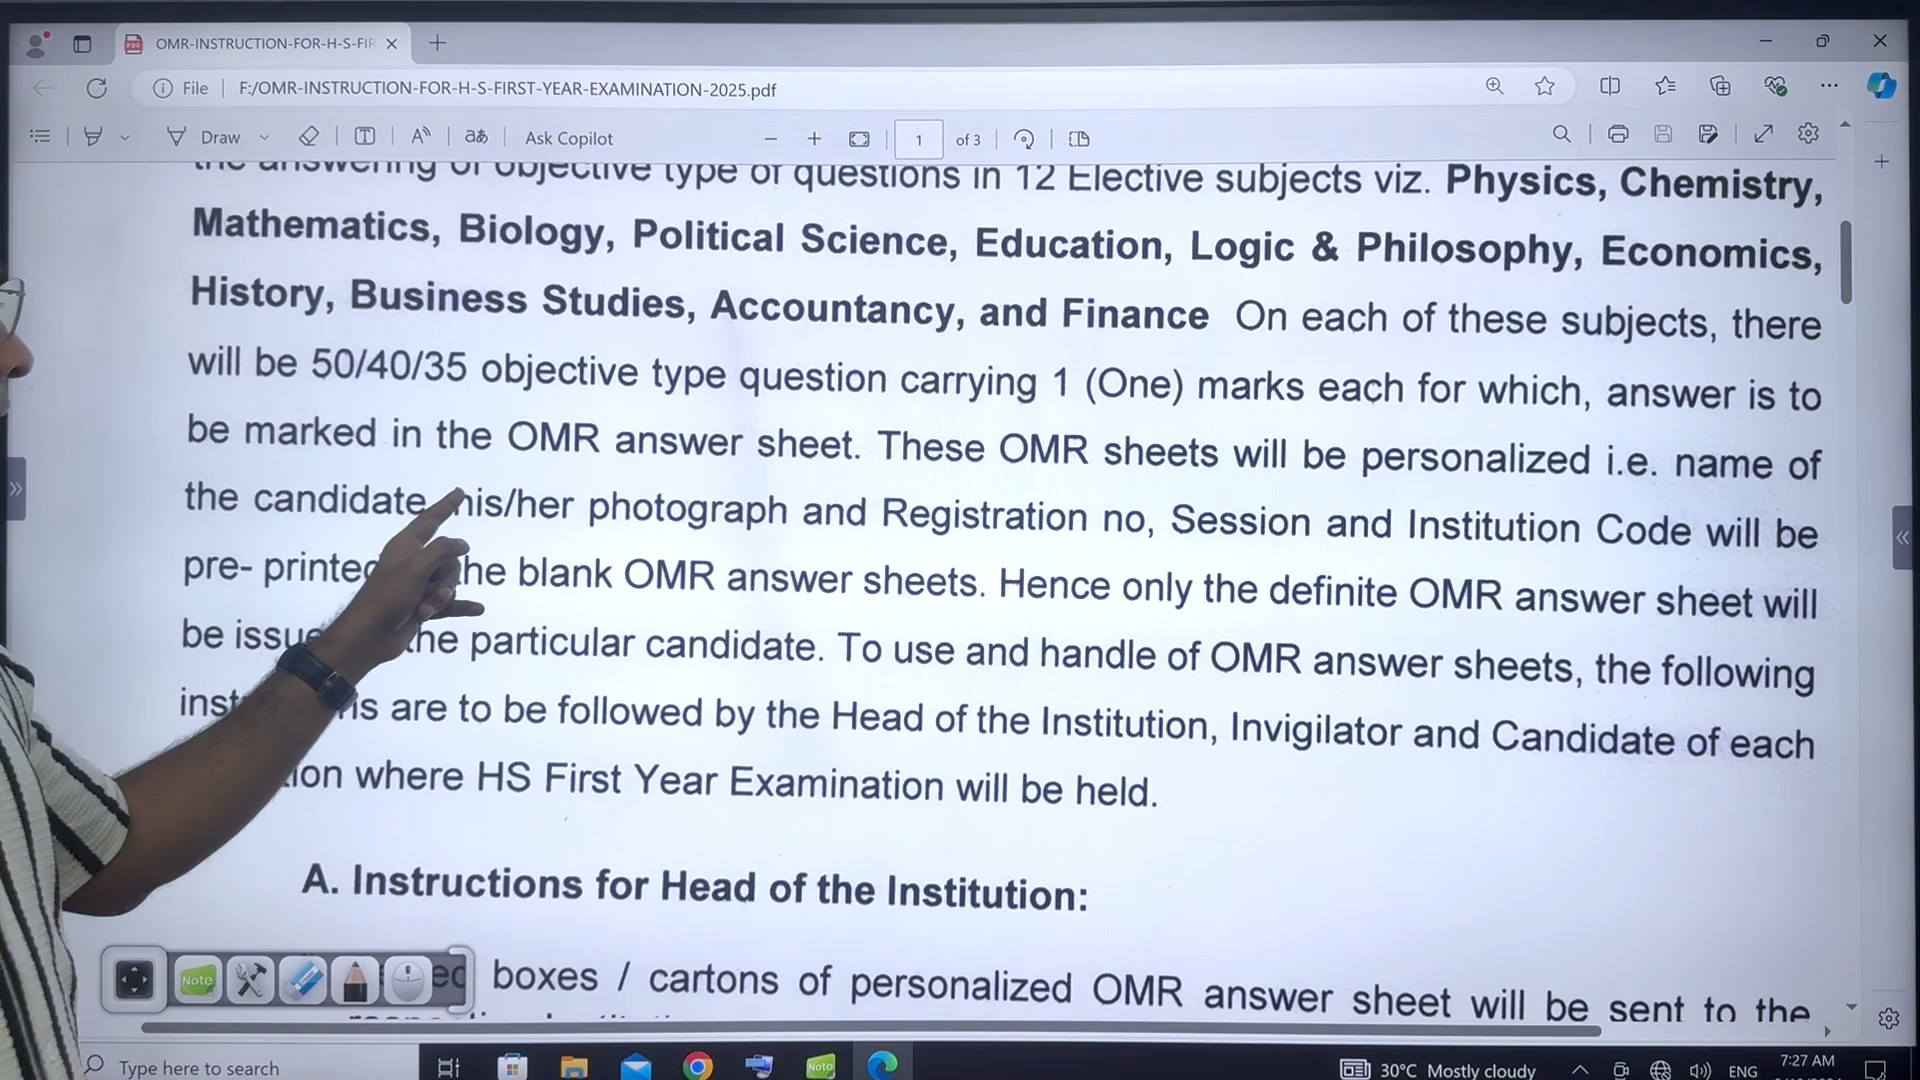 OMR-INSTRUCTION-FOR-H-S-FIR
File F:/OMR-INSTRUCTION-FOR-H-S-FIRST-YEAR-EXAMINATION-2025.pdf
Draw aあ Ask Copilot 1 of 3
the answering of objective type of questions in 12 Elective subjects viz. Physics, Chemistry,
Mathematics, Biology, Political Science, Education, Logic & Philosophy, Economics,
History, Business Studies, Accountancy, and Finance On each of these subjects, there
will be 50/40/35 objective type question carrying 1 (One) marks each for which, answer is to
be marked in the OMR answer sheet. These OMR sheets will be personalized i.e. name of
the candidate his/her photograph and Registration no, Session and Institution Code will be
pre- printed the blank OMR answer sheets. Hence only the definite OMR answer sheet will
be issue the particular candidate. To use and handle of OMR answer sheets, the following
are to be followed by the Head of the Institution, Invigilator and Candidate of each
where HS First Year Examination will be held.
A. Instructions for Head of the Institution:
boxes / cartons of personalized OMR answer sheet will be sent to the
Note
Type here to search
Note
30°C Mostly cloudy
ENG
7:27 AM